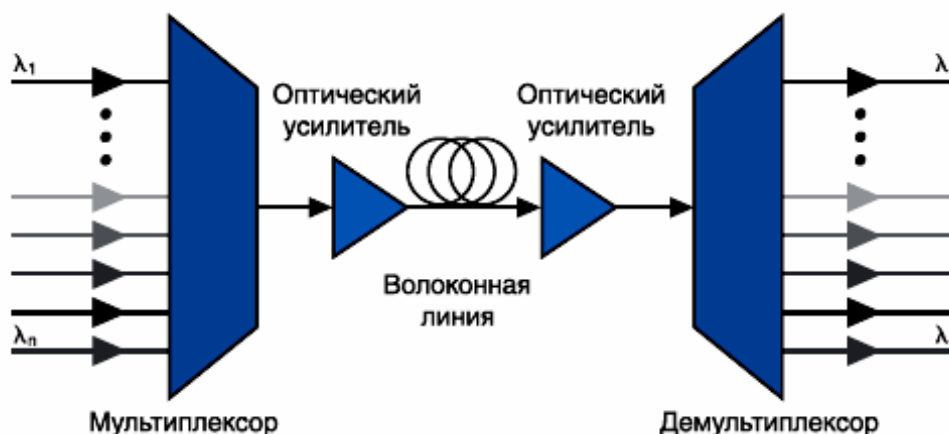 λ1
λ
Оптический
усилитель
Оптический
усилитель
Волоконная
линия
λn
λ
Мультиплексор
Демультиплексор